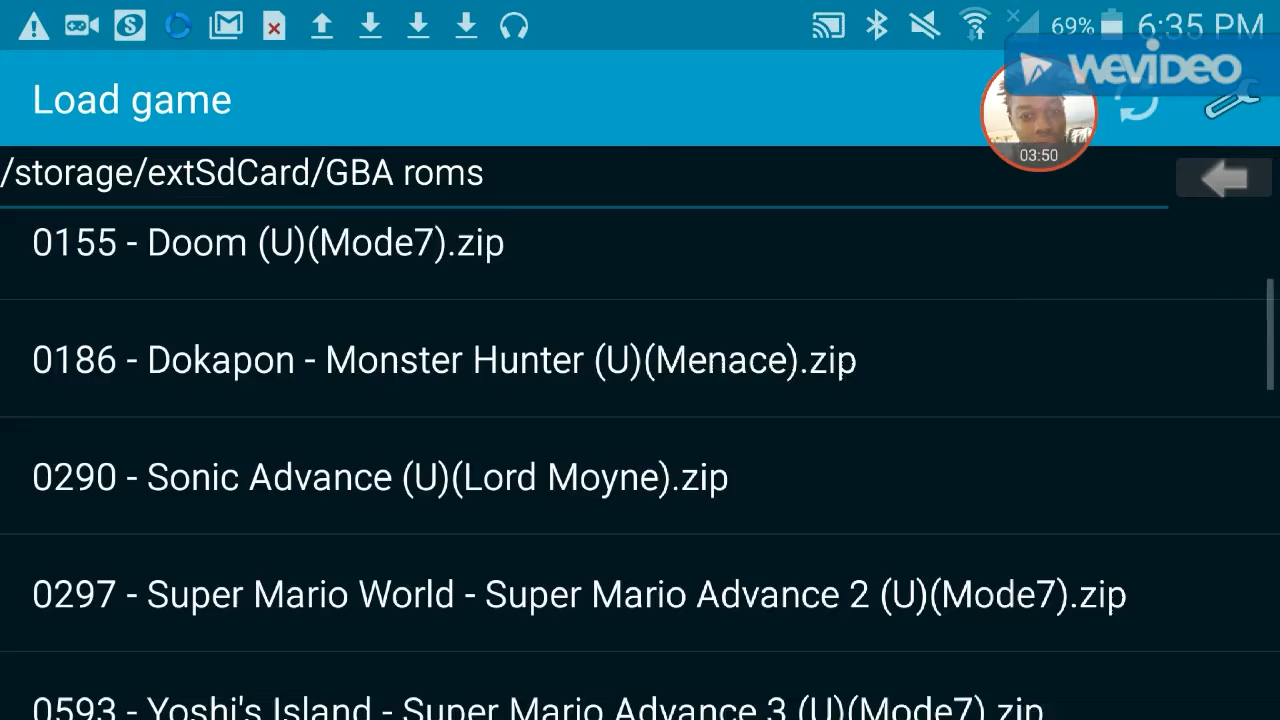 69% 6:35 PM
WEVIDEO
Load game
03:50
/storage/extSdCard/GBA roms
0155 - Doom (U)(Mode7).zip
0186 - Dokapon - Monster Hunter (U)(Menace).zip
0290 - Sonic Advance (U)(Lord Moyne).zip
0297 - Super Mario World - Super Mario Advance 2 (U)(Mode7).zip
0593 - Yoshi's Island - Super Mario Advance 3 (U)(Mode7).zip